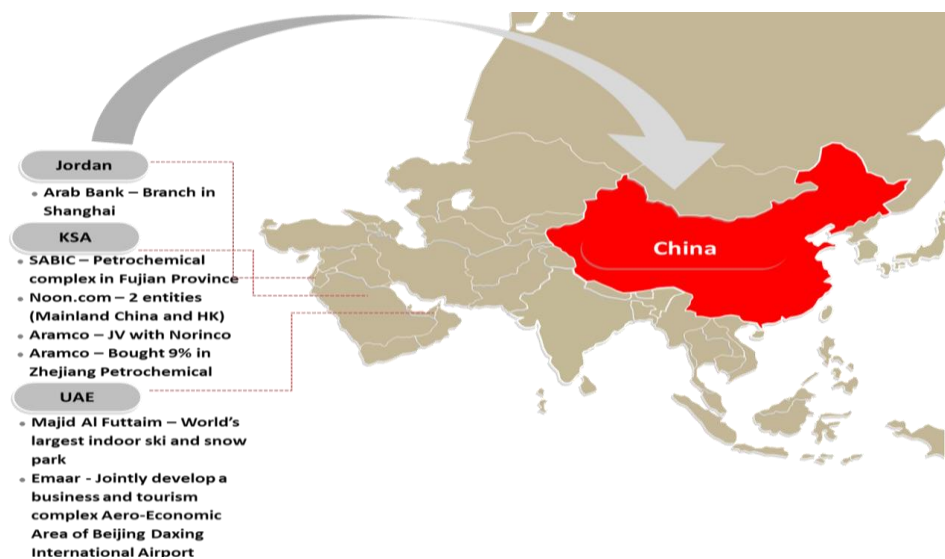 Jordan
Arab Bank – Branch in
Shanghai
KSA
SABIC – Petrochemical
complex in Fujian Province
Noon.com – 2 entities
(Mainland China and HK)
Aramco – JV with Norinco
Aramco – Bought 9% in
Zhejiang Petrochemical
UAE
Majid Al Futtaim – World's
largest indoor ski and snow
park
Emaar - Jointly develop a
business and tourism
complex Aero-Economic
Area of Beijing Daxing
International Airport
China